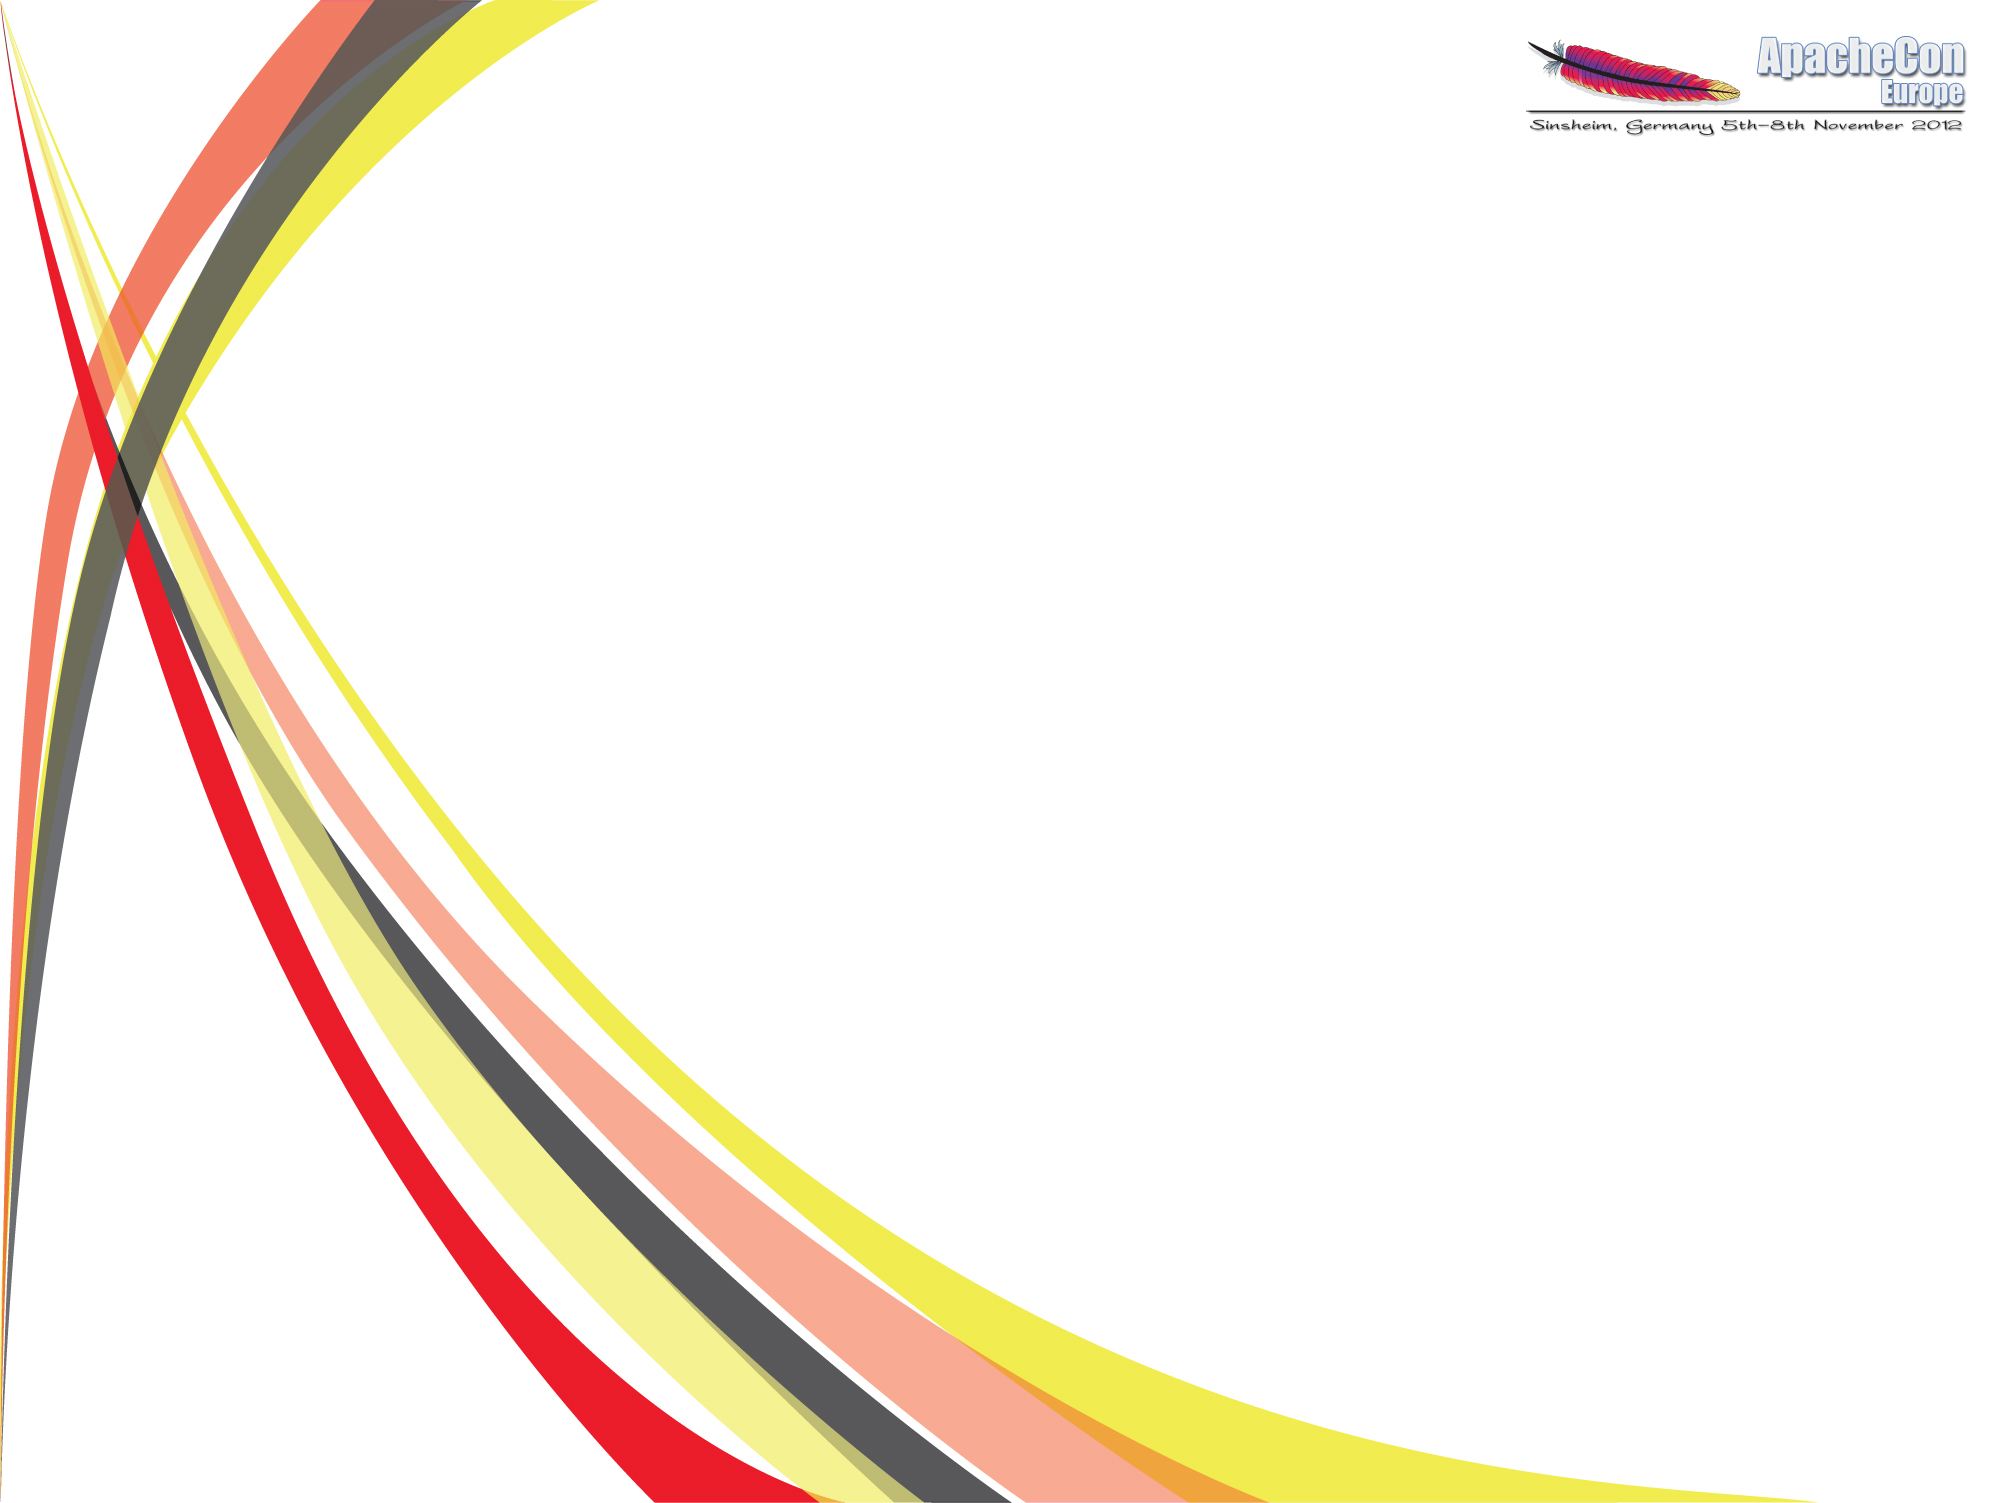 ApacheCon
Europe
Sinsheim, Germany 5th–8th November 2012